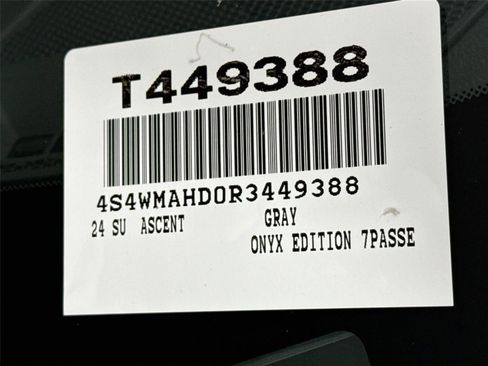 T449388
4S4WMAHD0R3449388
24 SU ASCENT GRAY
ONYX EDITION 7PASSE